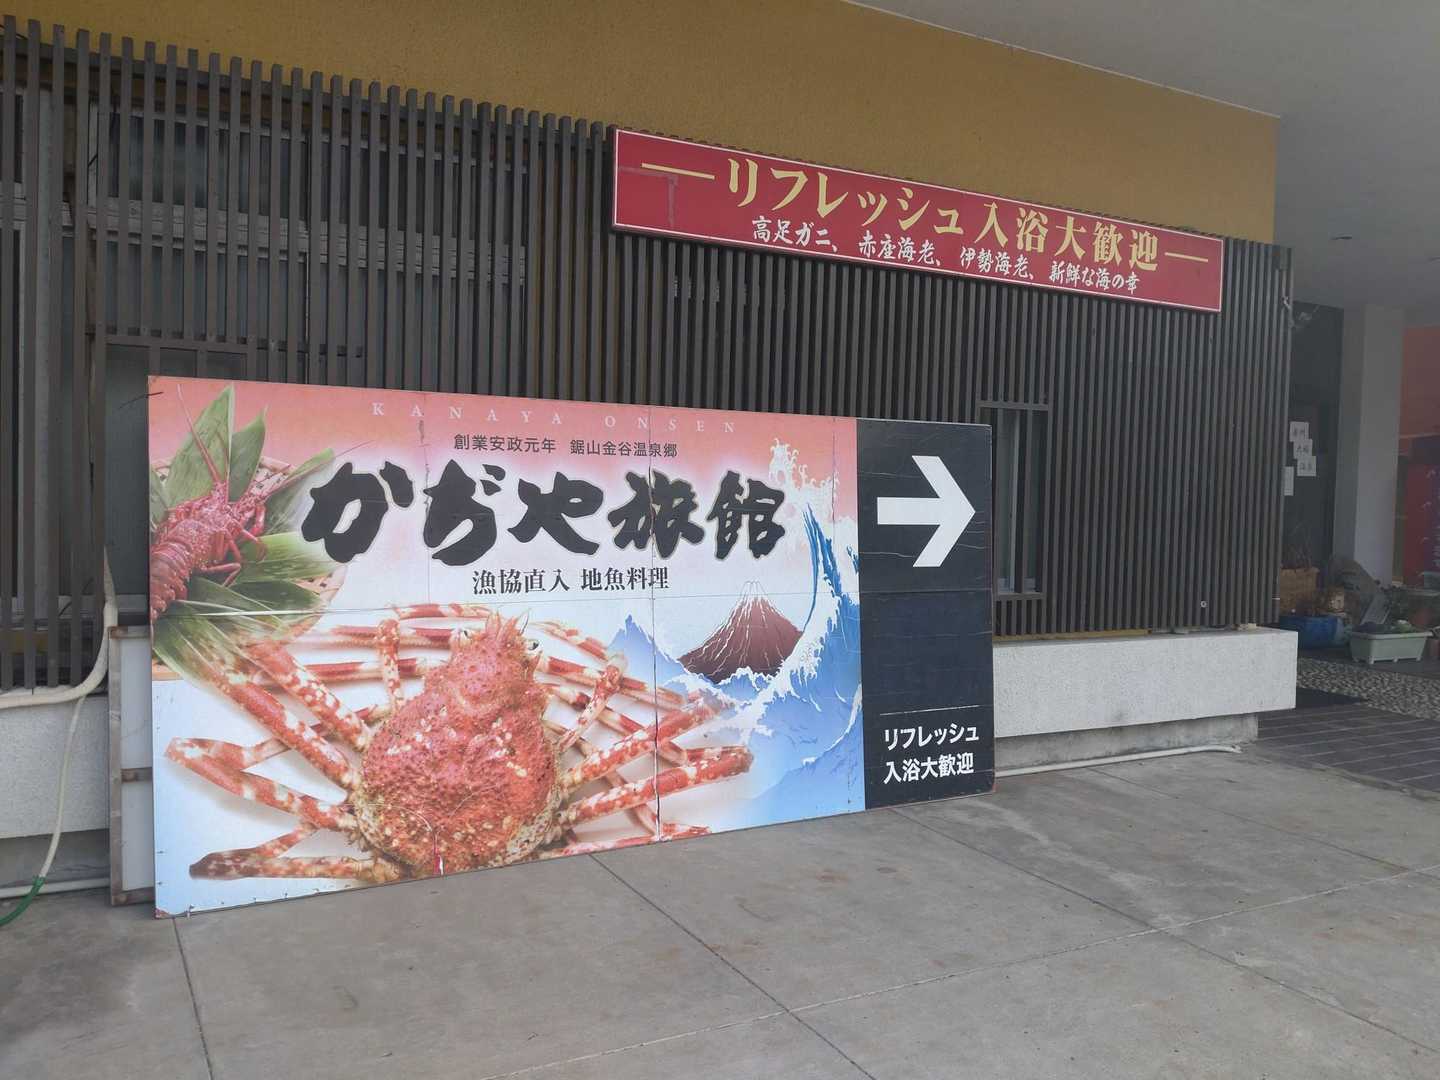 リフレッシュ入浴大歓迎
高足ガニ、赤座海老、伊勢海老、新鮮な海の幸
KANAYA ONSEN
創業安政元年 鋸山金谷温泉郷
かぢや旅館
漁協直入 地魚料理
リフレッシュ
入浴大歓迎